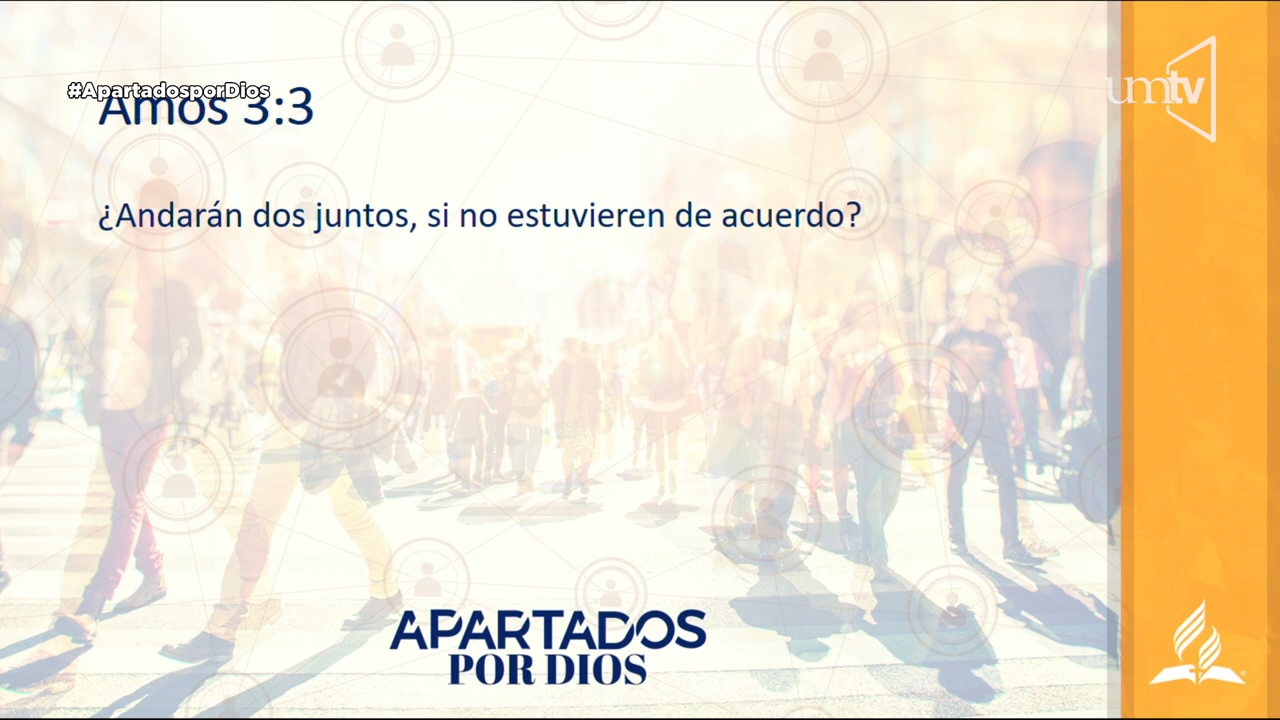 #ApartadosporDios
Amós 3:3
¿Andarán dos juntos, si no estuvieren de acuerdo?
APARTADOS
POR DIOS
umtv